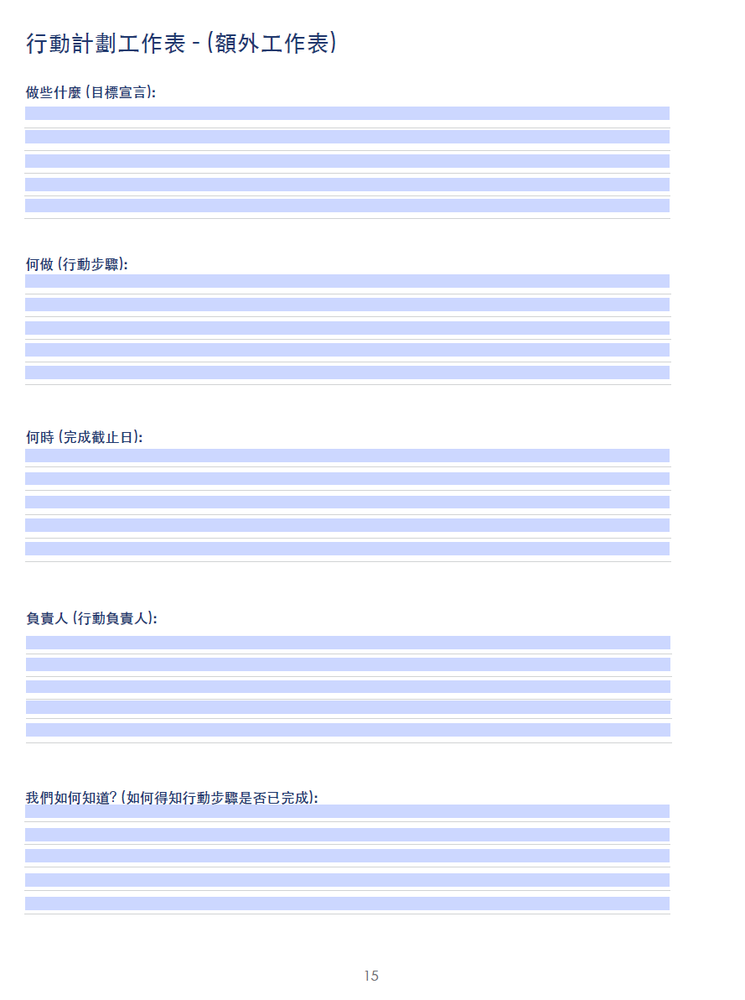 行動計劃工作表 - (額外工作表)
做些什麼 (目標宣言):
何做 (行動步驟):
何時 (完成截止日):
負責人 (行動負責人):
我們如何知道? (如何得知行動步驟是否已完成):
15